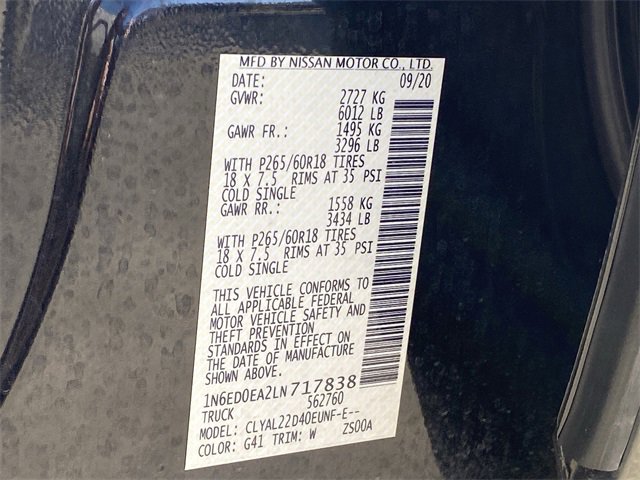 MFD BY NISSAN MOTOR CO., LTD.
DATE: 09/20
GVWR: 2727 KG
6012 LB
GAWR FR.: 1495 KG
3296 LB
WITH P265/60R18 TIRES
18 X 7.5 RIMS AT 35 PSI
COLD SINGLE
GAWR RR.: 1558 KG
3434 LB
WITH P265/60R18 TIRES
18 X 7.5 RIMS AT 35 PSI
COLD SINGLE
THIS VEHICLE CONFORMS TO
ALL APPLICABLE FEDERAL
MOTOR VEHICLE SAFETY AND
THEFT PREVENTION
STANDARDS IN EFFECT ON
THE DATE OF MANUFACTURE
SHOWN ABOVE.
1N6ED0EA2LN717838
TRUCK 562760
MODEL: CLYAL22D40EUNF-E--
COLOR: G41 TRIM: W ZS00A